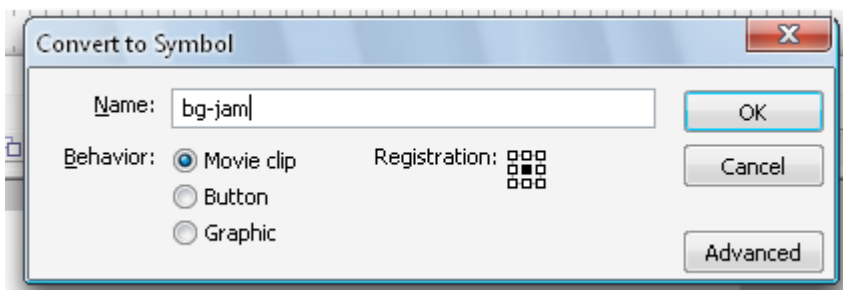 Convert to Symbol
Name: bg-jam
OK
Behavior: Movie clip
Registration:
Cancel
Button
Graphic
Advanced